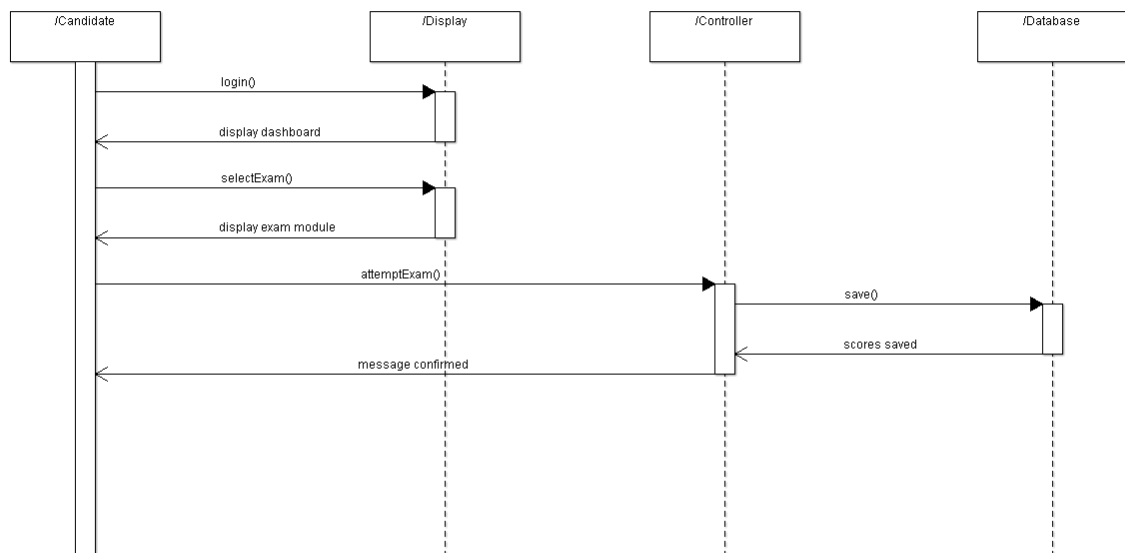 /Candidate
/Display
/Controller
/Database
login()
display dashboard
selectExam()
display exam module
attemptExam()
save()
scores saved
message confirmed